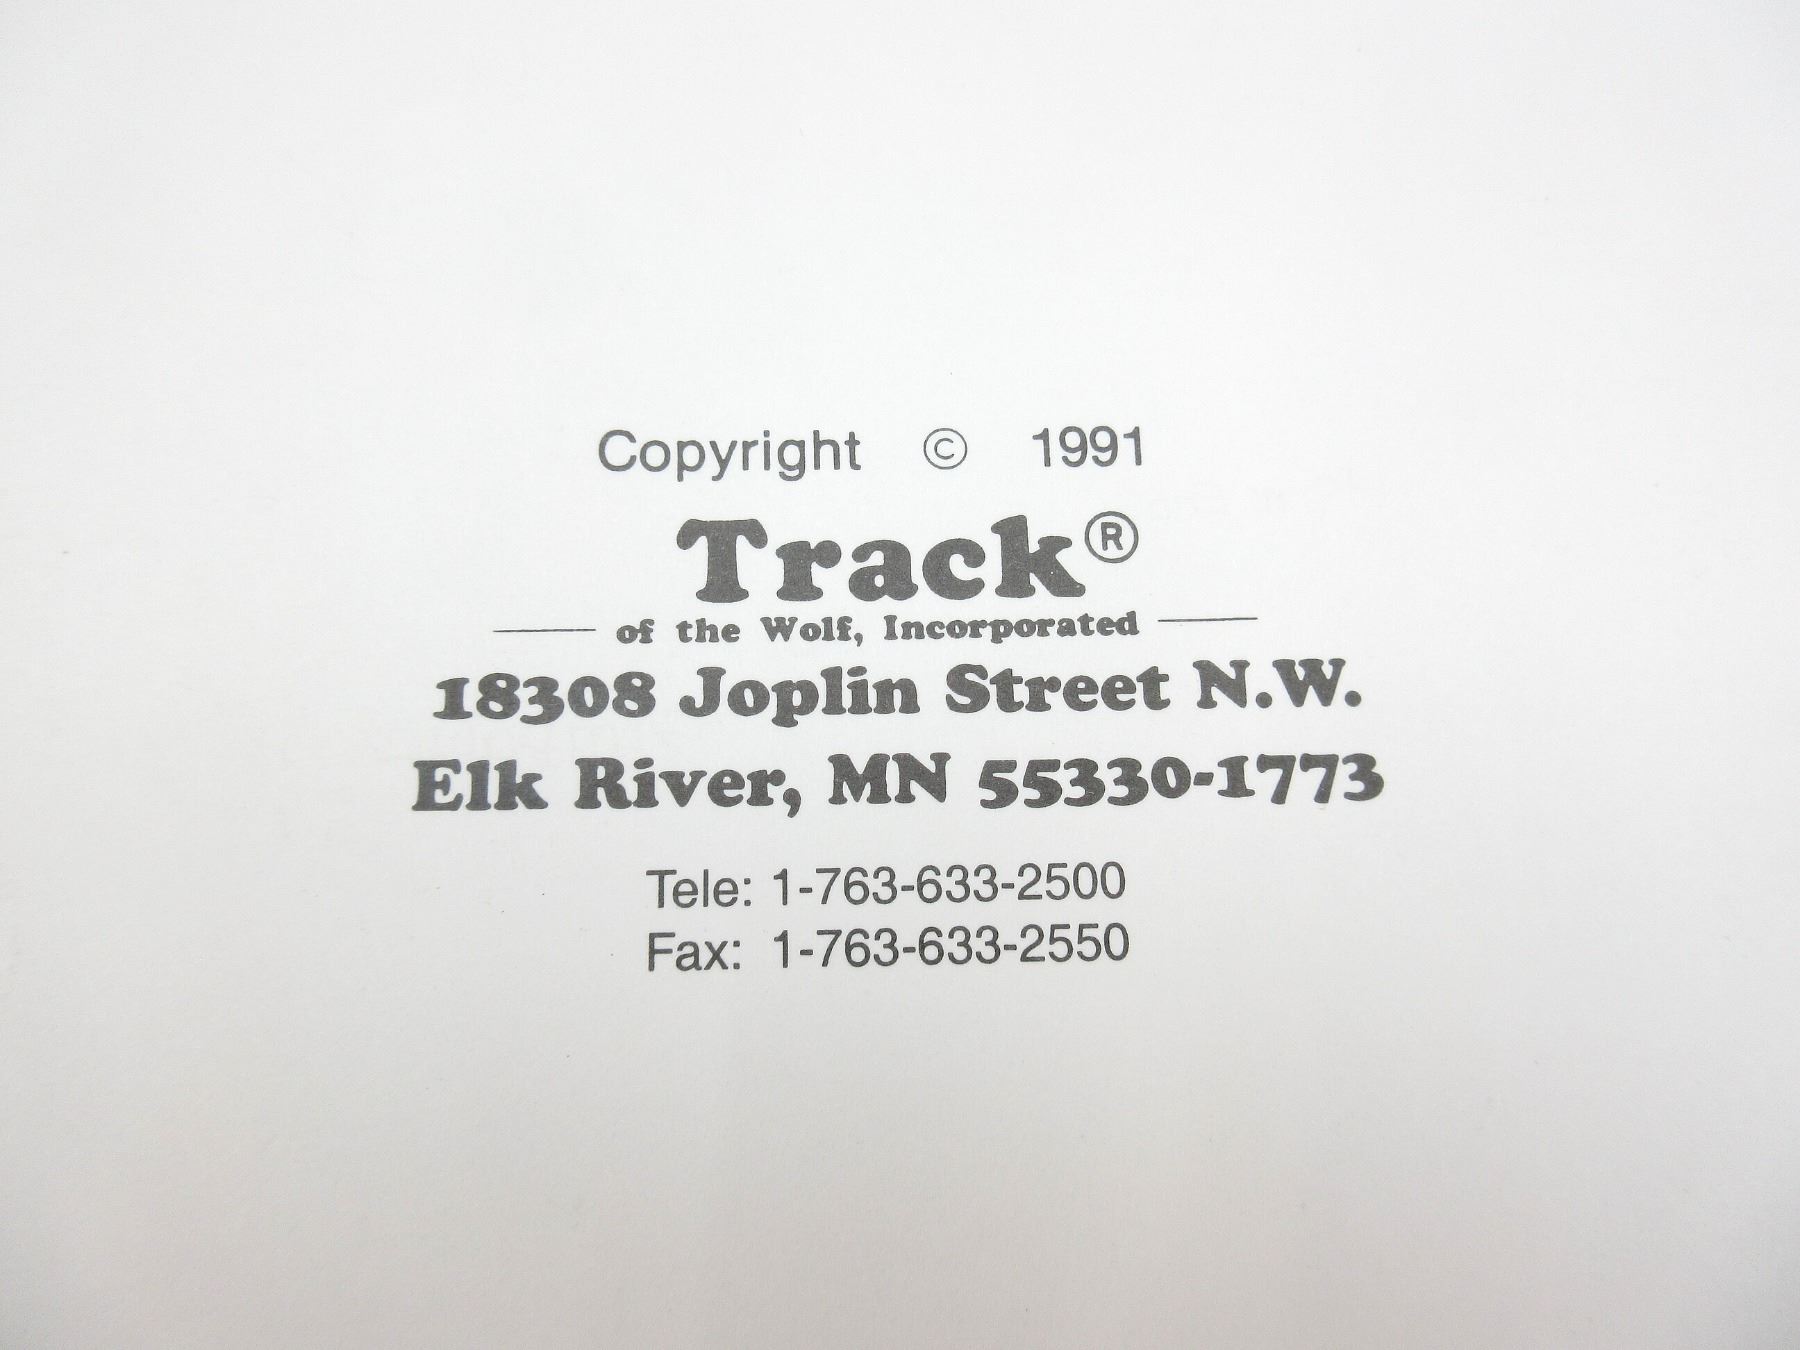 Copyright © 1991
Track®
of the Wolf, Incorporated
18308 Joplin Street N.W.
Elk River, MN 55330-1773
Tele: 1-763-633-2500
Fax: 1-763-633-2550